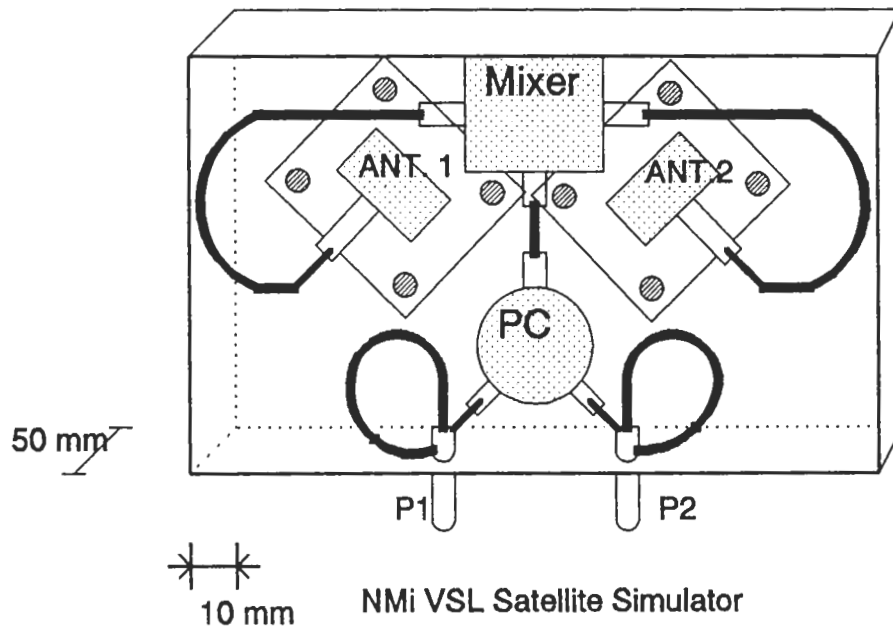 Mixer
ANT. 1
ANT.2
PC
50 mm
P1
P2
10 mm
NMi VSL Satellite Simulator